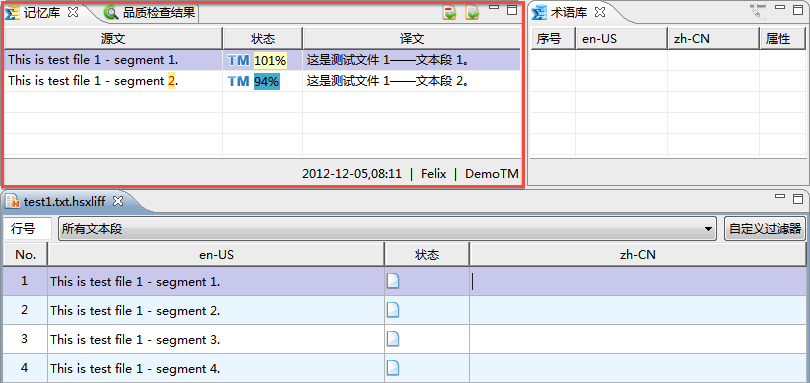 记忆库 品质检查结果
源文 状态 译文
This is test file 1 - segment 1. TM 101% 这是测试文件 1——文本段 1。
This is test file 1 - segment 2. TM 94% 这是测试文件 1——文本段 2。
2012-12-05,08:11 | Felix | DemoTM
术语库
序号 en-US zh-CN 属性
test1.txt.hsxliff
行号 所有文本段 自定义过滤器
No. en-US 状态 zh-CN
1 This is test file 1 - segment 1.
2 This is test file 1 - segment 2.
3 This is test file 1 - segment 3.
4 This is test file 1 - segment 4.